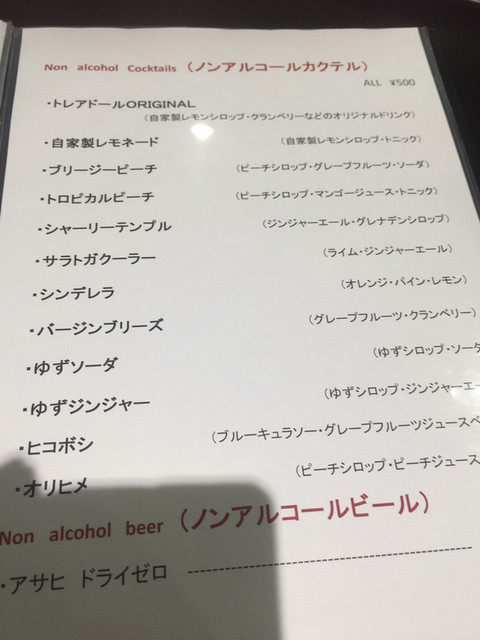 Non alcohol Cocktails （ノンアルコールカクテル）
ALL ¥500
・トレアドールORIGINAL
（自家製レモンシロップ・クランベリーなどのオリジナルドリンク）
・自家製レモネード （自家製レモンシロップ・トニック）
・ブリージーピーチ （ピーチシロップ・グレープフルーツ・ソーダ）
・トロピカルピーチ （ピーチシロップ・マンゴージュース・トニック）
・シャーリーテンプル （ジンジャーエール・グレナデンシロップ）
・サラトガクーラー （ライム・ジンジャーエール）
・シンデレラ （オレンジ・パイン・レモン）
・バージンブリーズ （グレープフルーツ・クランベリー）
・ゆずソーダ （ゆずシロップ・ソーダ
・ゆずジンジャー （ゆずシロップ・ジンジャーエー
・ヒコボシ （ブルーキュラソー・グレープフルーツジュースベ
・オリヒメ （ピーチシロップ・ピーチジュース
Non alcohol beer （ノンアルコールビール）
・アサヒ ドライゼロ ------------------------------